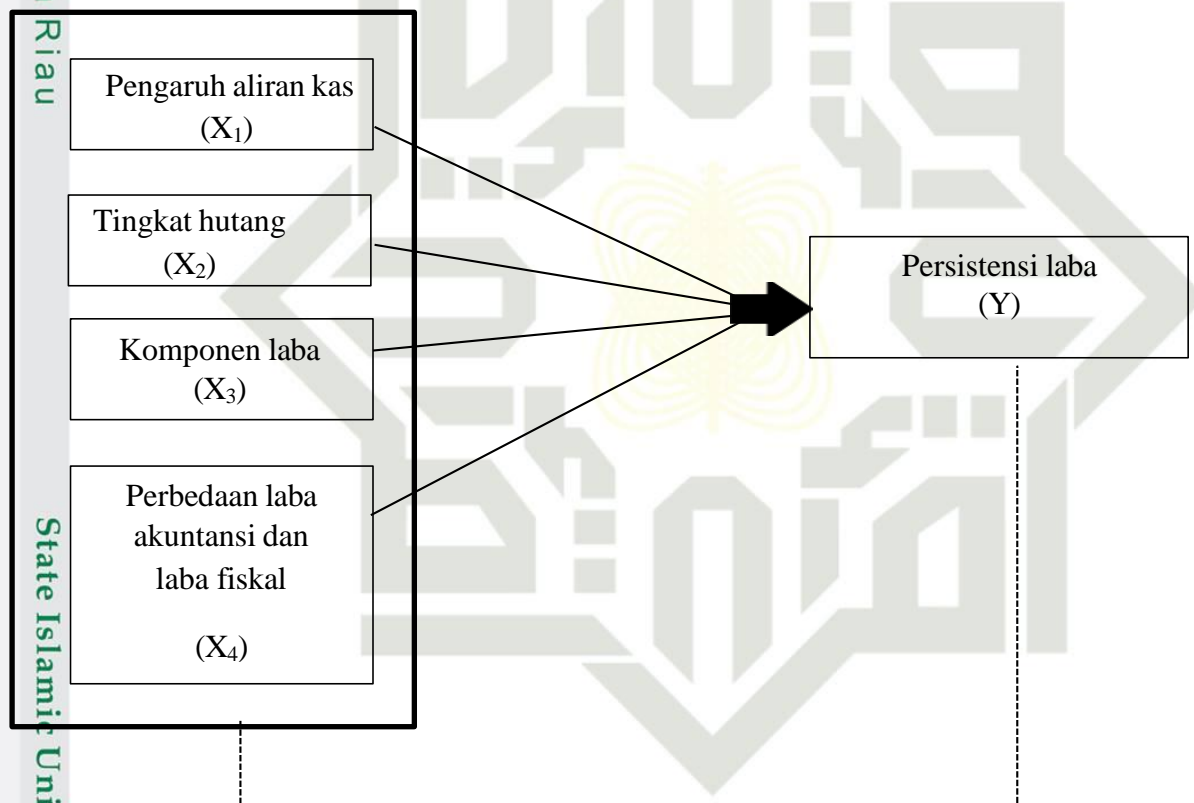 Riau
Pengaruh aliran kas
(X₁)
Tingkat hutang
(X₂)
Komponen laba
(X₃)
Perbedaan laba
akuntansi dan
laba fiskal
(X₄)
Persistensi laba
(Y)
State Islamic Uni